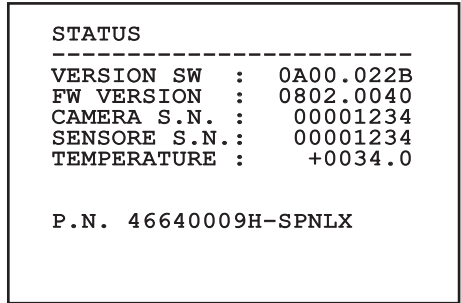 STATUS
-------------------------
VERSION SW  :  0A00.022B
FW VERSION  :  0802.0040
CAMERA S.N. :   00001234
SENSORE S.N.:   00001234
TEMPERATURE :    +0034.0
P.N. 46640009H-SPNLX